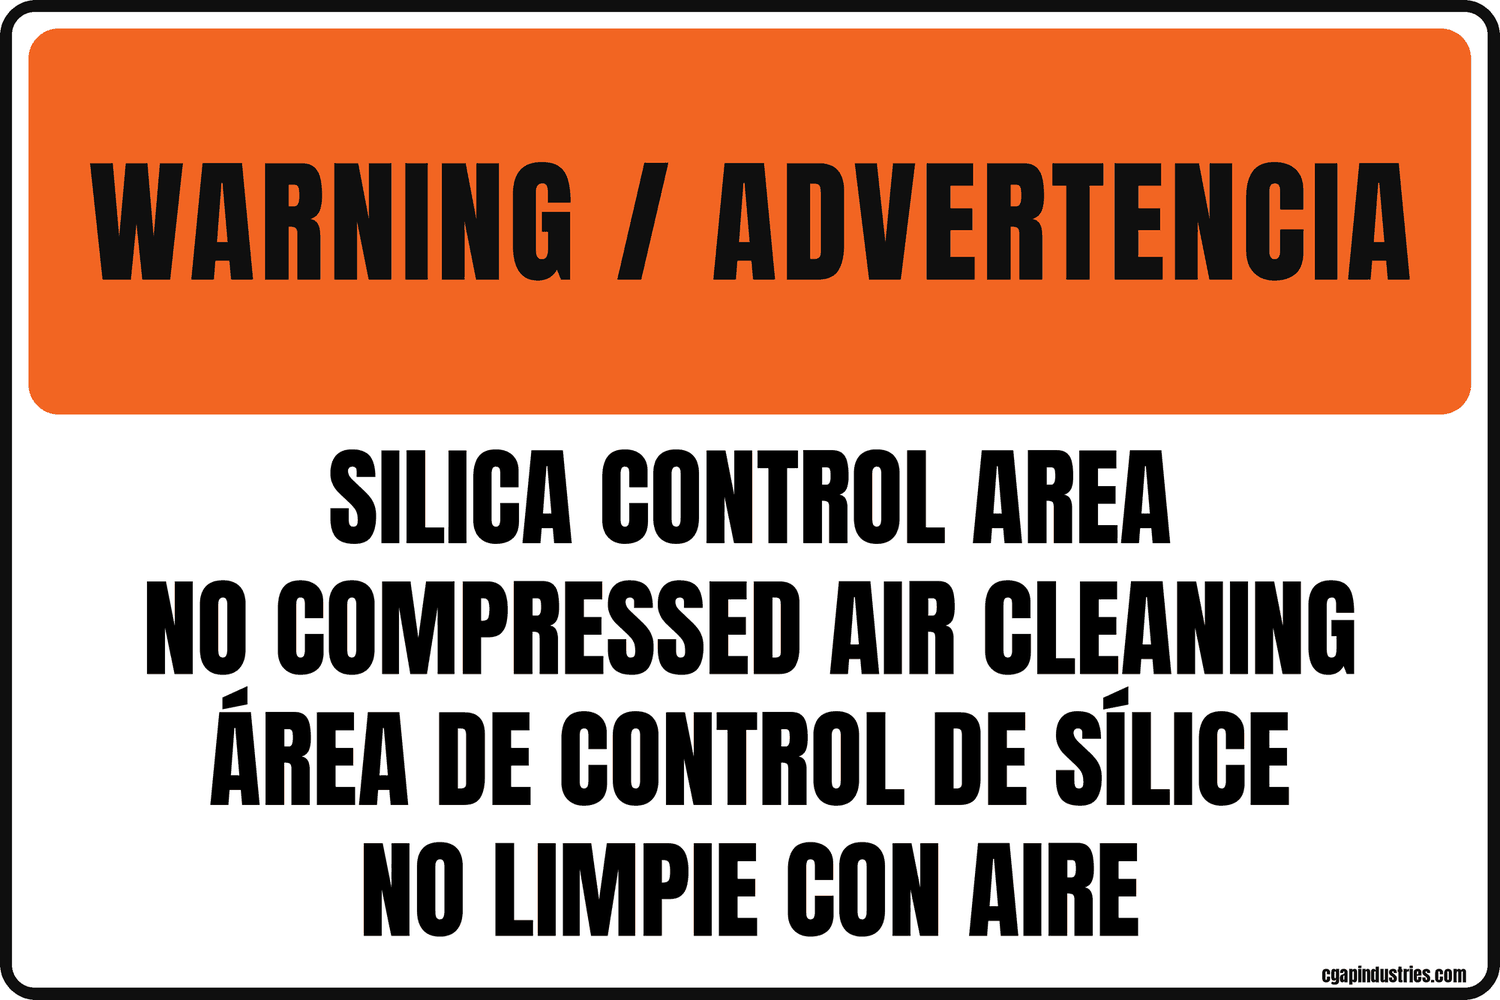 WARNING / ADVERTENCIA
SILICA CONTROL AREA
NO COMPRESSED AIR CLEANING
ÁREA DE CONTROL DE SÍLICE
NO LIMPIE CON AIRE
cgapindustries.com